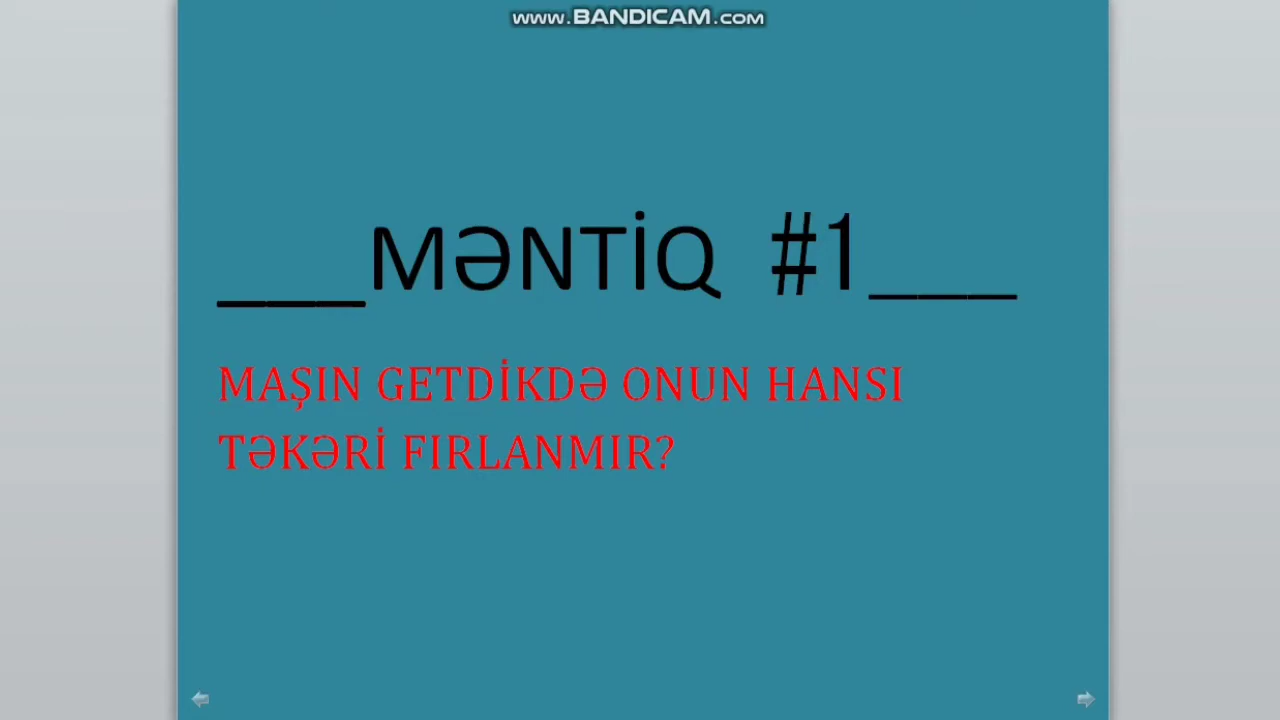 www.BANDICAM.com
___MƏNTİQ #1___
MAŞIN GETDİKDƏ ONUN HANSI
TƏKƏRİ FIRLANMIR?